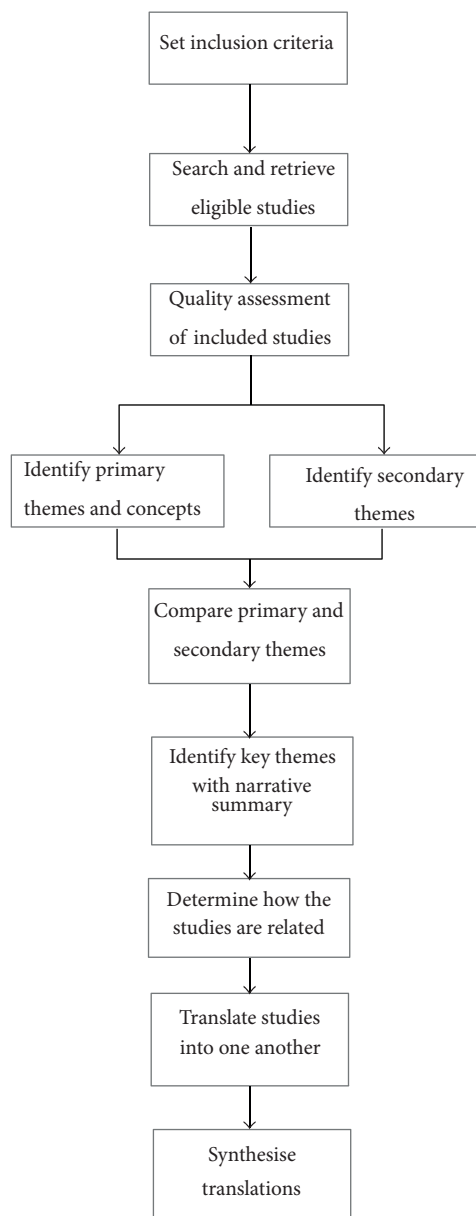 Set inclusion criteria
Search and retrieve
eligible studies
Quality assessment
of included studies
Identify primary
themes and concepts
Identify secondary
themes
Compare primary and
secondary themes
Identify key themes
with narrative
summary
Determine how the
studies are related
Translate studies
into one another
Synthesise
translations